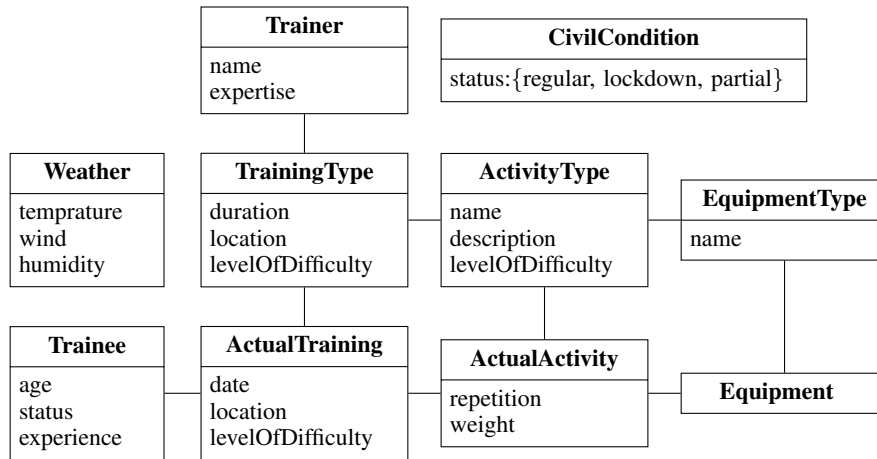 Trainer
name
expertise
CivilCondition
status:{regular, lockdown, partial}
Weather
temprature
wind
humidity
TrainingType
duration
location
levelOfDifficulty
ActivityType
name
description
levelOfDifficulty
EquipmentType
name
Trainee
age
status
experience
ActualTraining
date
location
levelOfDifficulty
ActualActivity
repetition
weight
Equipment